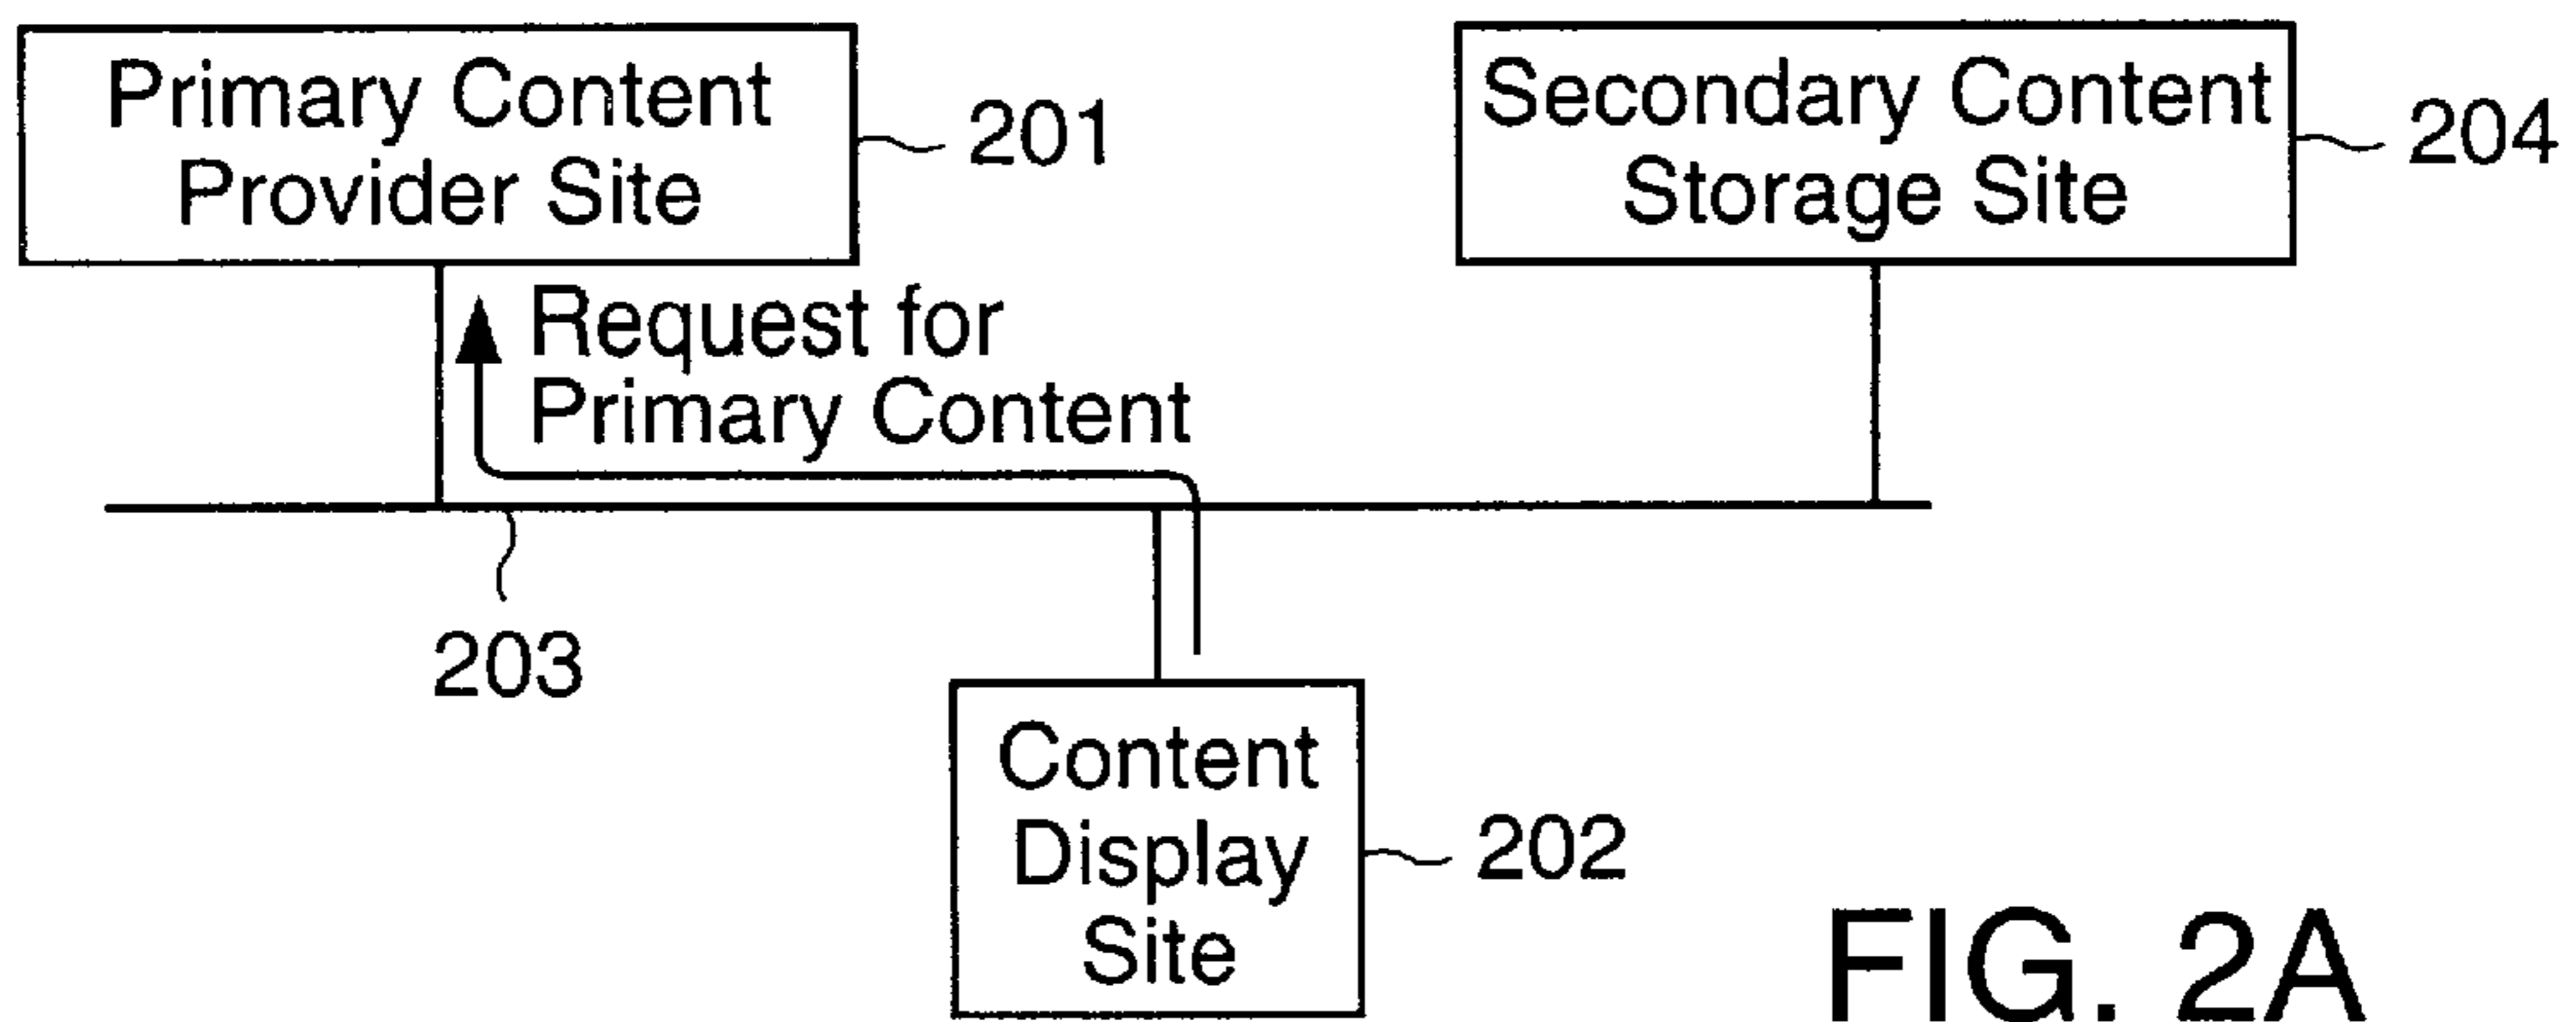 Primary Content
Provider Site
201
Secondary Content
Storage Site
204
Request for
Primary Content
203
Content
Display
Site
202
FIG. 2A